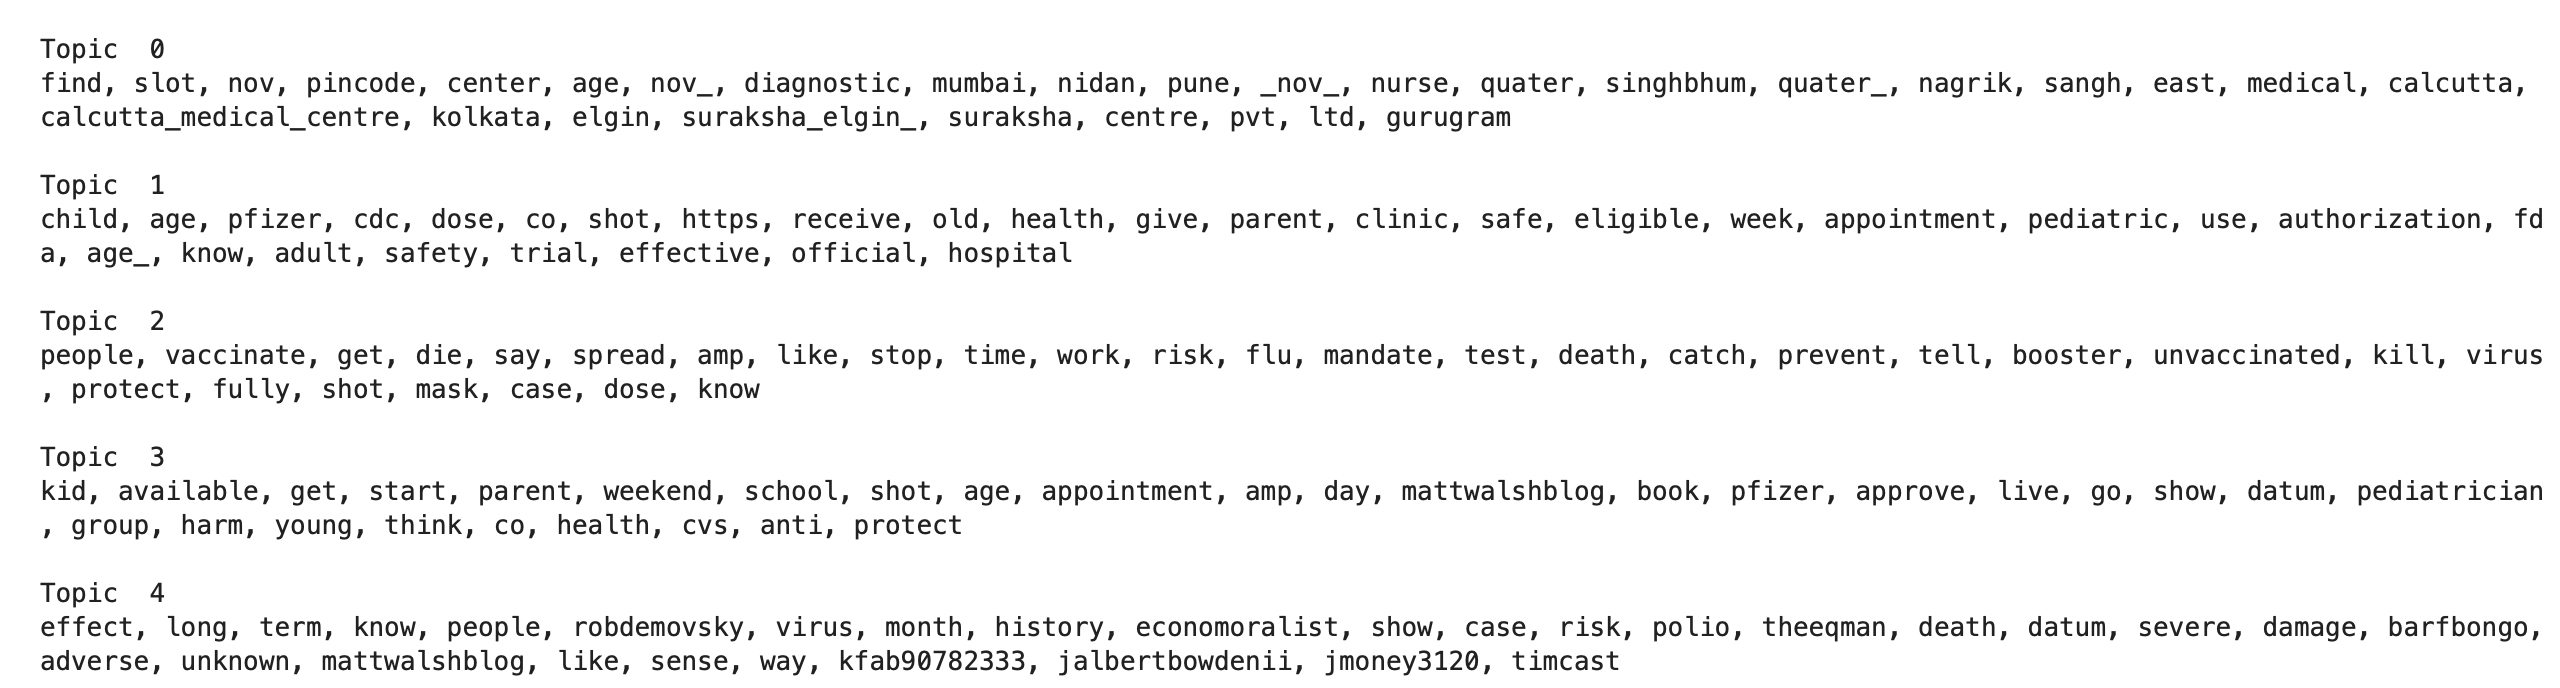 Topic  0
find, slot, nov, pincode, center, age, nov_, diagnostic, mumbai, nidan, pune, _nov_, nurse, quater, singhbhum, quater_, nagrik, sangh, east, medical, calcutta,
calcutta_medical_centre, kolkata, elgin, suraksha_elgin_, suraksha, centre, pvt, ltd, gurugram
Topic  1
child, age, pfizer, cdc, dose, co, shot, https, receive, old, health, give, parent, clinic, safe, eligible, week, appointment, pediatric, use, authorization, fd
a, age_, know, adult, safety, trial, effective, official, hospital
Topic  2
people, vaccinate, get, die, say, spread, amp, like, stop, time, work, risk, flu, mandate, test, death, catch, prevent, tell, booster, unvaccinated, kill, virus
, protect, fully, shot, mask, case, dose, know
Topic  3
kid, available, get, start, parent, weekend, school, shot, age, appointment, amp, day, mattwalshblog, book, pfizer, approve, live, go, show, datum, pediatrician
, group, harm, young, think, co, health, cvs, anti, protect
Topic  4
effect, long, term, know, people, robdemovsky, virus, month, history, economoralist, show, case, risk, polio, theeqman, death, datum, severe, damage, barfbongo,
adverse, unknown, mattwalshblog, like, sense, way, kfab90782333, jalbertbowdenii, jmoney3120, timcast